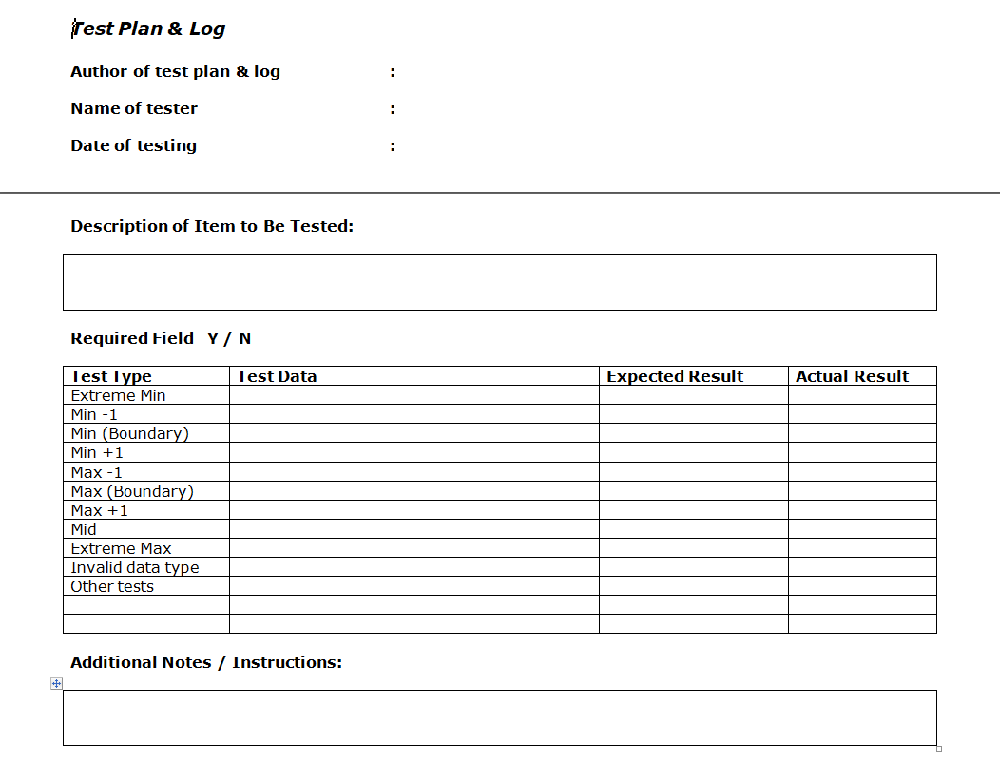 Test Plan & Log
Author of test plan & log :
Name of tester :
Date of testing :
Description of Item to Be Tested:
Required Field Y / N
Test Type Test Data Expected Result Actual Result
Extreme Min
Min -1
Min (Boundary)
Min +1
Max -1
Max (Boundary)
Max +1
Mid
Extreme Max
Invalid data type
Other tests
Additional Notes / Instructions: